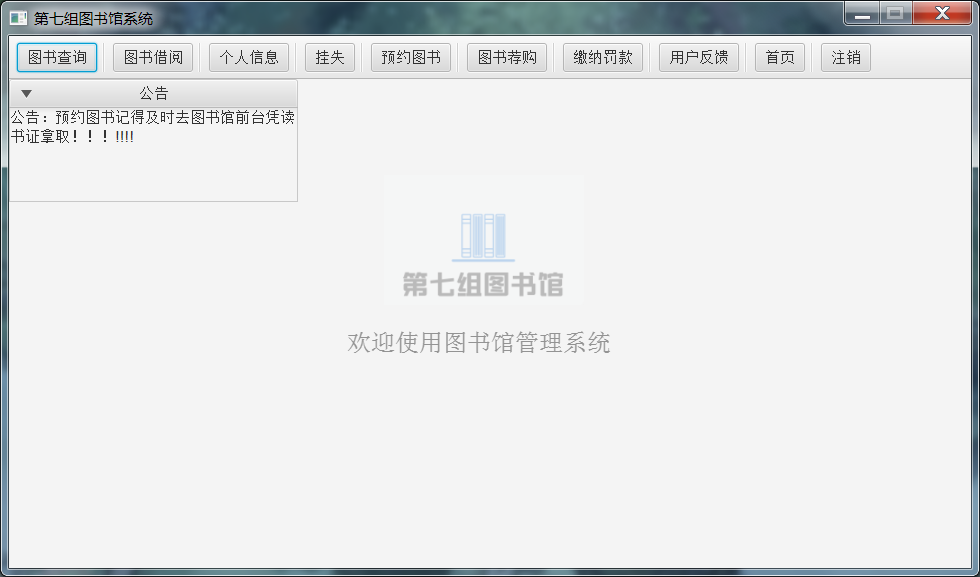 第七组图书馆系统
图书查询 图书借阅 个人信息 挂失 预约图书 图书荐购 缴纳罚款 用户反馈 首页 注销
公告
公告：预约图书记得及时去图书馆前台凭读
书证拿取！！！!!!!
第七组图书馆
欢迎使用图书馆管理系统